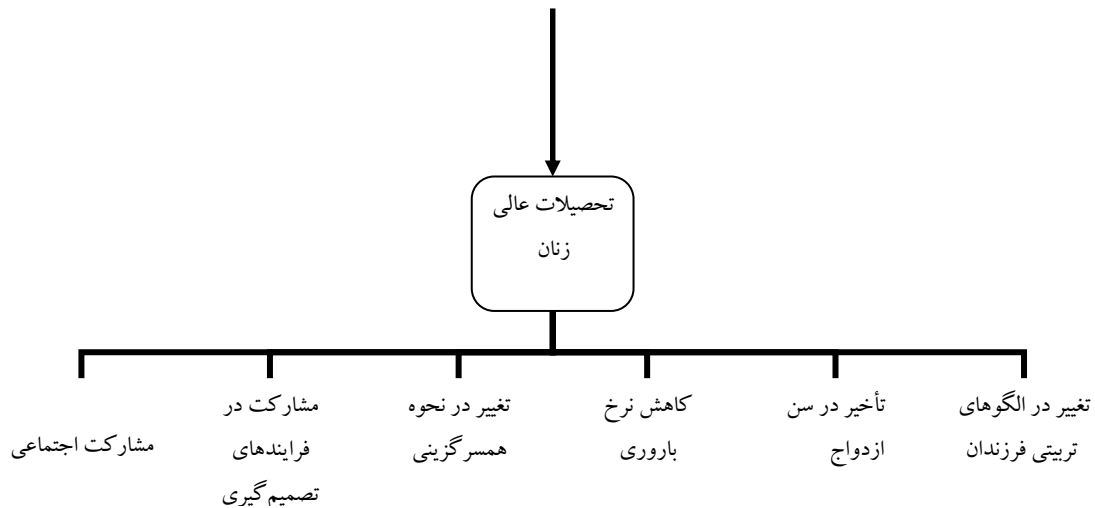 تحصیلات عالی
زنان
تغییر در الگوهای
تربیتی فرزندان
تأخیر در سن
ازدواج
کاهش نرخ
باروری
تغییر در نحوه
همسرگزینی
مشارکت در
فرایندهای
تصمیم‌گیری
مشارکت اجتماعی